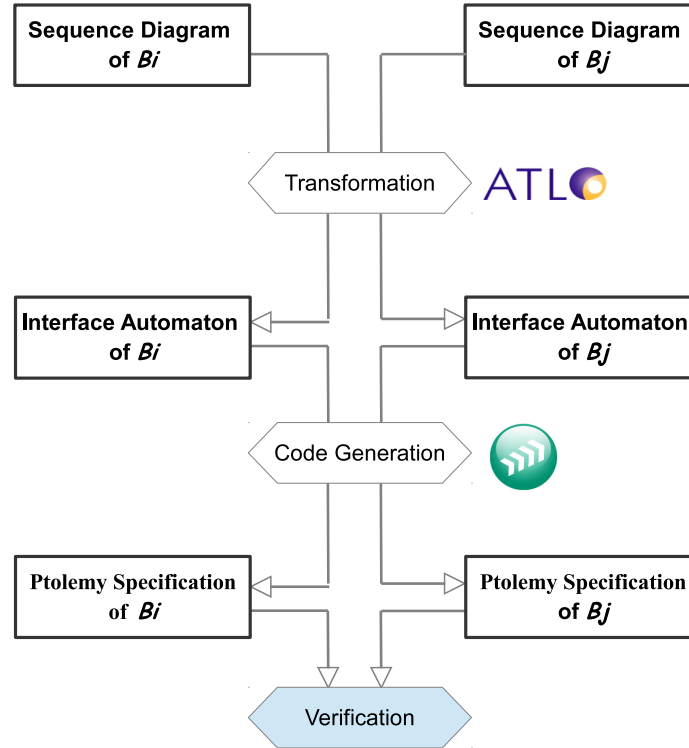 Sequence Diagram
of Bi
Sequence Diagram
of Bj
Transformation
ATL
Interface Automaton
of Bi
Interface Automaton
of Bj
Code Generation
Ptolemy Specification
of Bi
Ptolemy Specification
of Bj
Verification